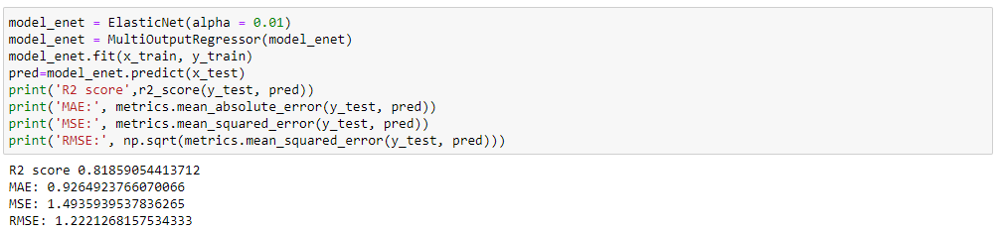 model_enet = ElasticNet(alpha = 0.01)
model_enet = MultiOutputRegressor(model_enet)
model_enet.fit(x_train, y_train)
pred=model_enet.predict(x_test)
print('R2 score',r2_score(y_test, pred))
print('MAE:', metrics.mean_absolute_error(y_test, pred))
print('MSE:', metrics.mean_squared_error(y_test, pred))
print('RMSE:', np.sqrt(metrics.mean_squared_error(y_test, pred)))
R2 score 0.81859054413712
MAE: 0.9264923766070066
MSE: 1.4935939537836265
RMSE: 1.2221268157534333